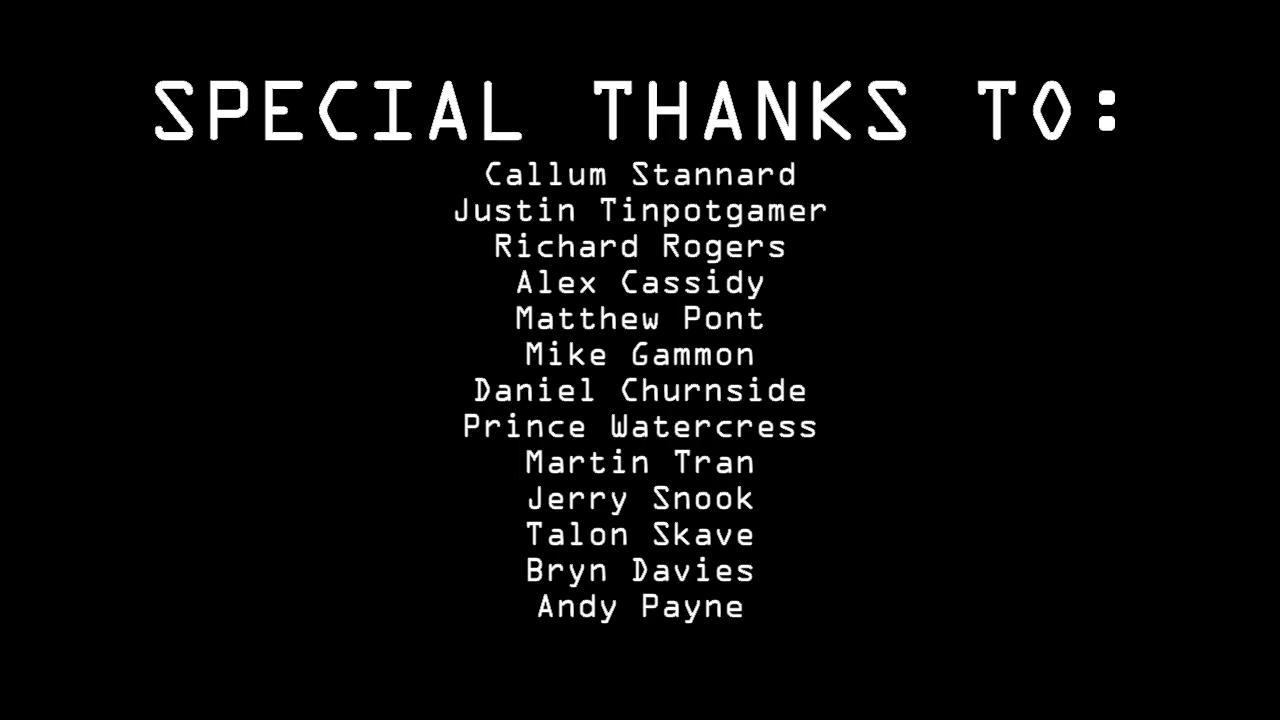 SPECIAL THANKS TO:
Callum Stannard
Justin Tinpotgamer
Richard Rogers
Alex Cassidy
Matthew Pont
Mike Gammon
Daniel Churnside
Prince Watercress
Martin Tran
Jerry Snook
Talon Skave
Bryn Davies
Andy Payne